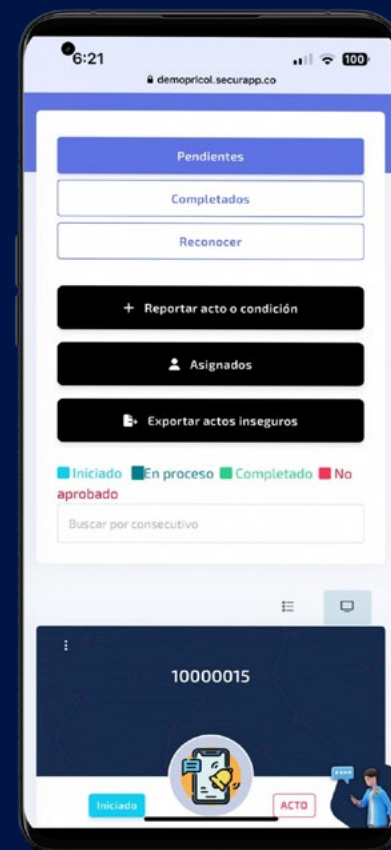 6:21
100
demopricol.securapp.co
Pendientes
Completados
Reconocer
+ Reportar acto o condición
Asignados
Exportar actos inseguros
Iniciado En proceso Completado No
aprobado
Buscar por consecutivo
10000015
Iniciado
ACTO